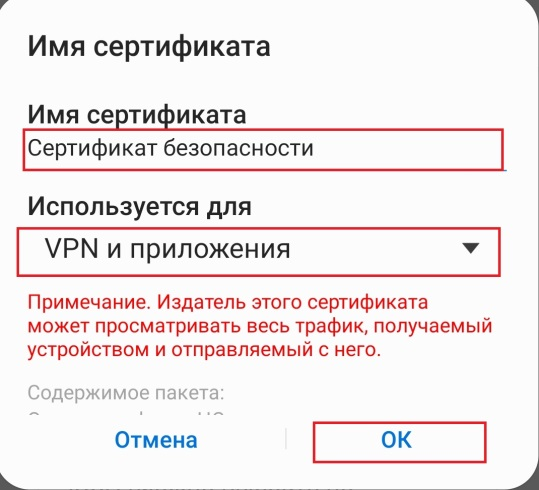 Имя сертификата
Имя сертификата
Сертификат безопасности
Используется для
VPN и приложения
Примечание. Издатель этого сертификата
может просматривать весь трафик, получаемый
устройством и отправляемый с него.
Содержимое пакета:
Отмена
ОК